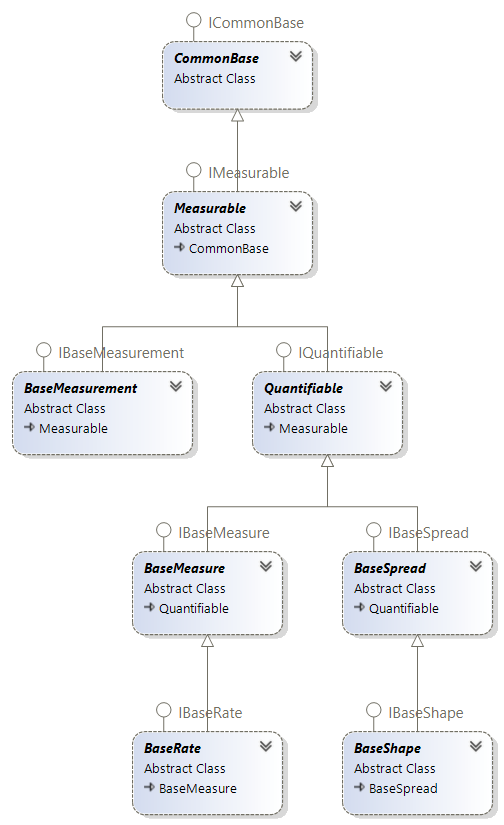 ICommonBase
CommonBase
Abstract Class
IMeasurable
Measurable
Abstract Class
CommonBase
IBaseMeasurement
BaseMeasurement
Abstract Class
Measurable
IQuantifiable
Quantifiable
Abstract Class
Measurable
IBaseMeasure
BaseMeasure
Abstract Class
Quantifiable
IBaseSpread
BaseSpread
Abstract Class
Quantifiable
IBaseRate
BaseRate
Abstract Class
BaseMeasure
IBaseShape
BaseShape
Abstract Class
BaseSpread